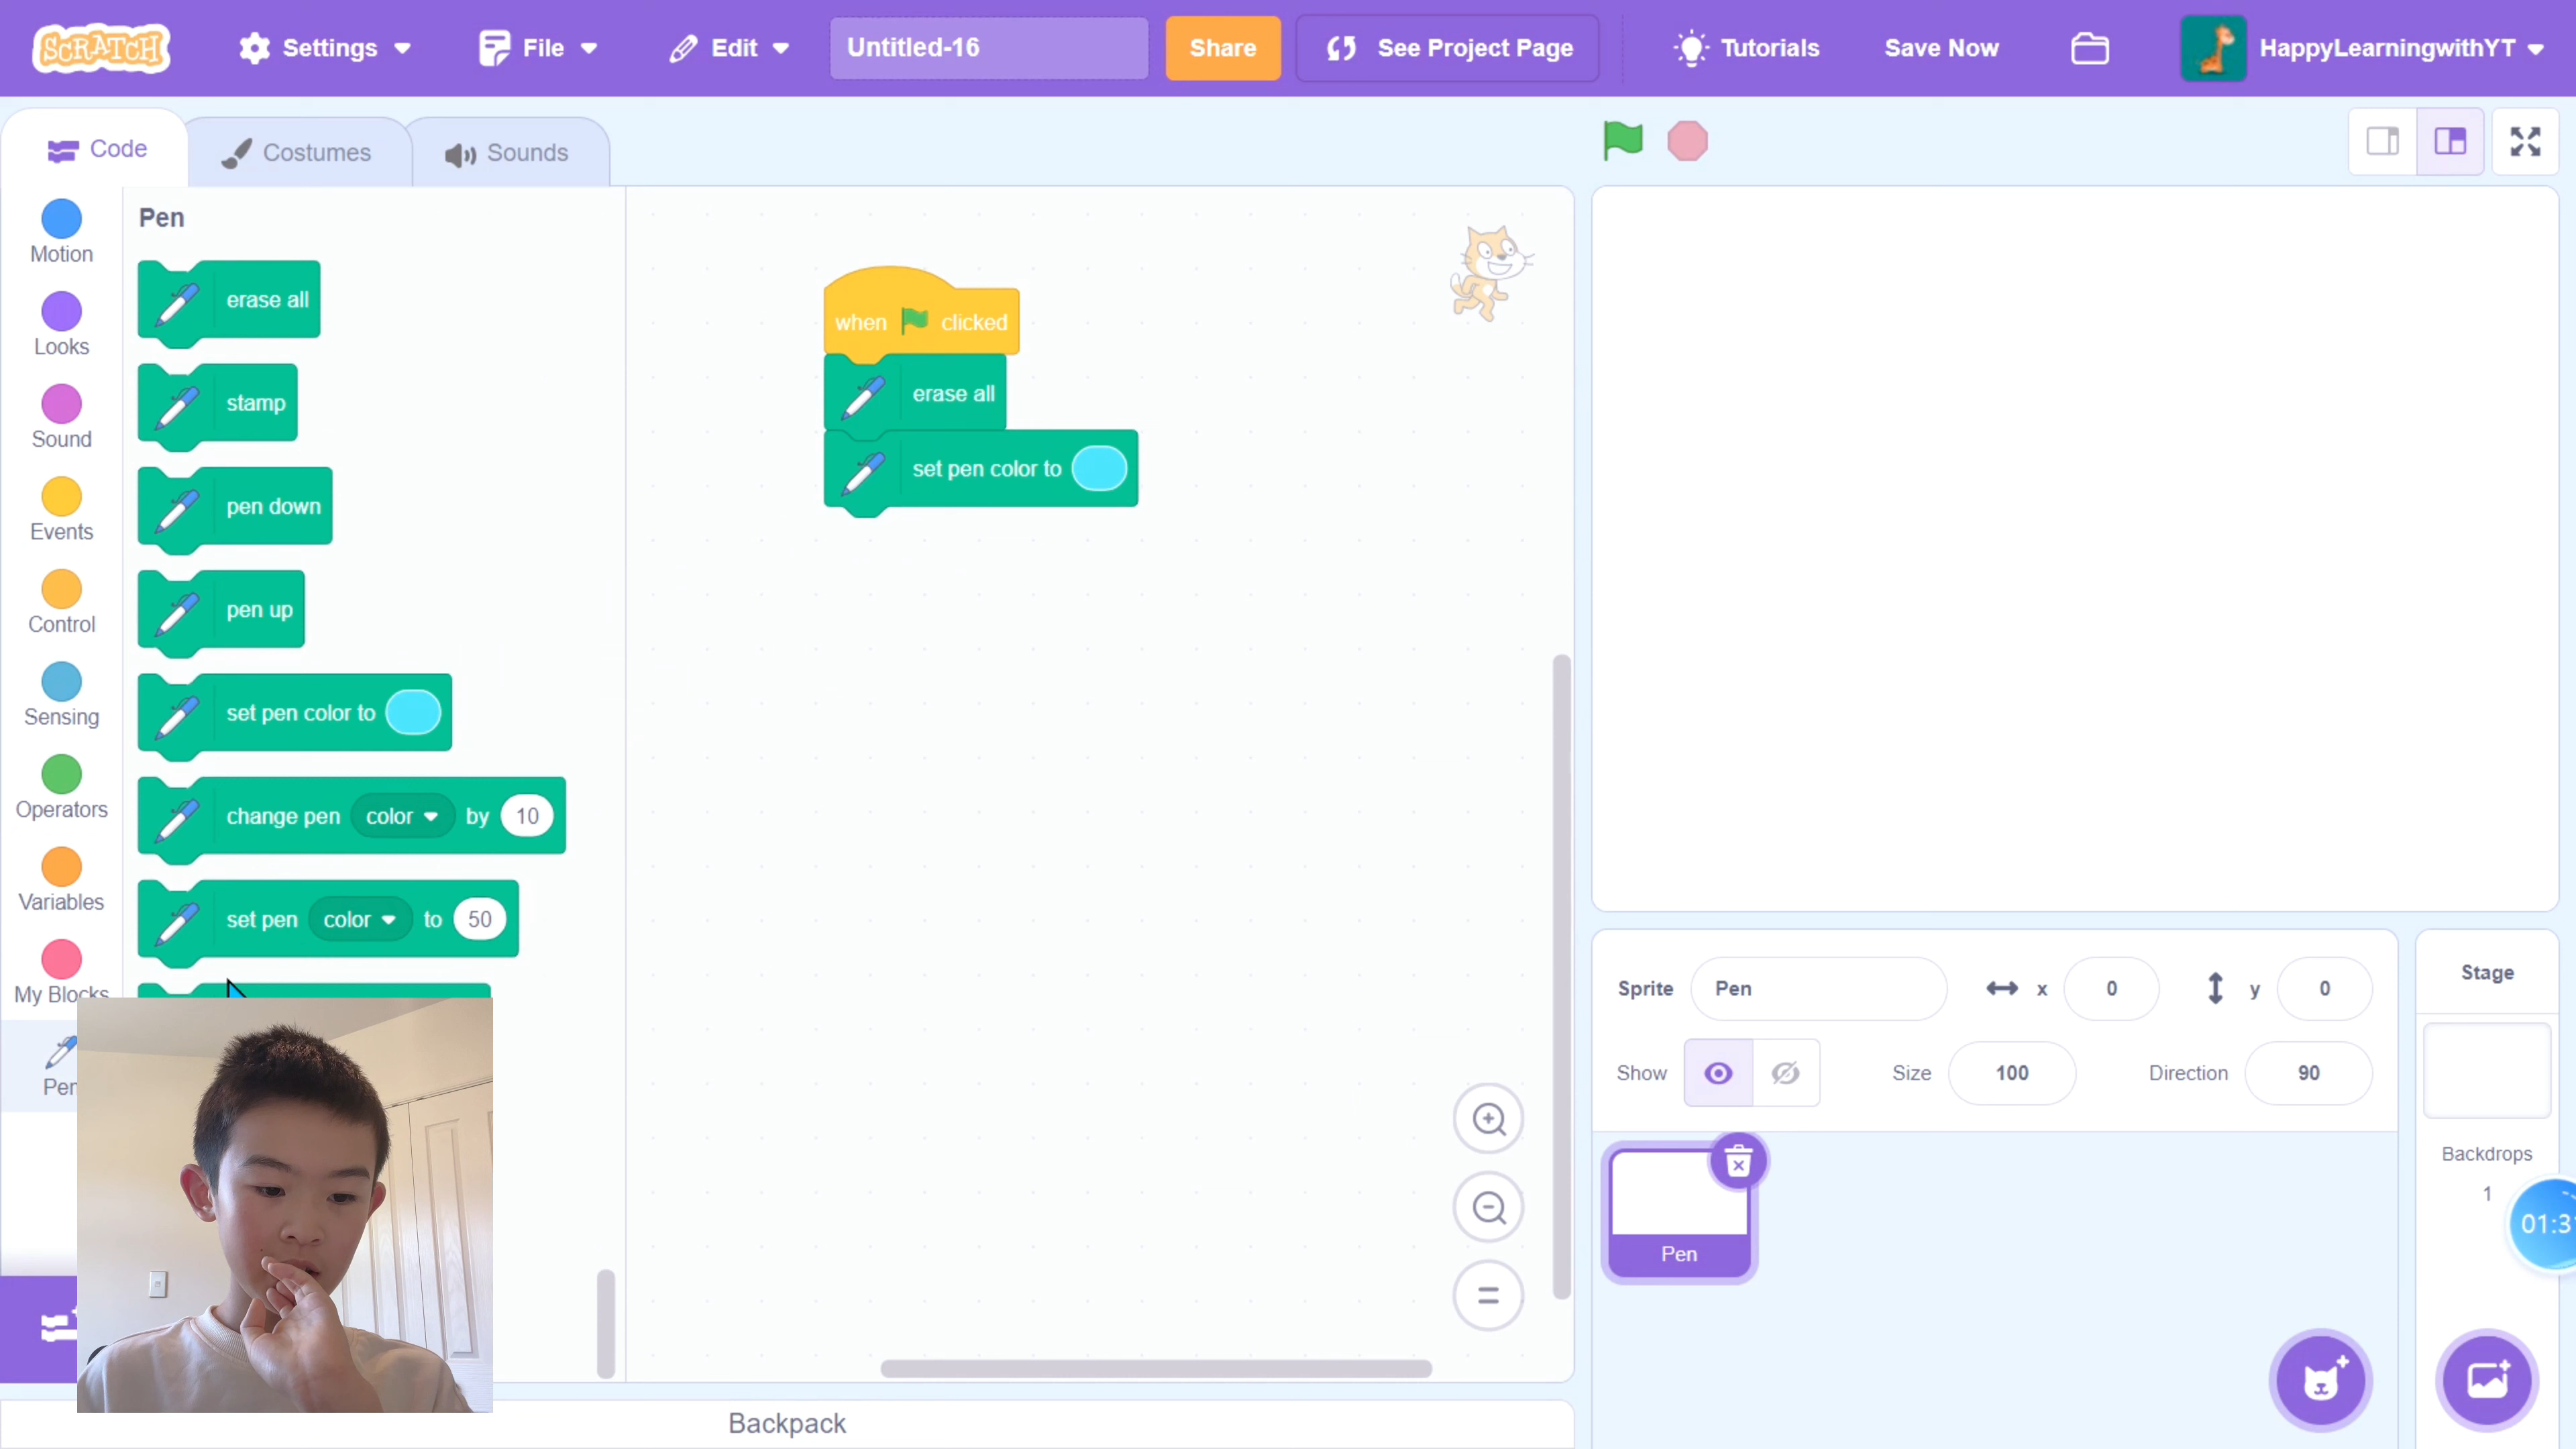 SCRATCH
Settings
File
Edit
Untitled-16
Share
See Project Page
Tutorials
Save Now
HappyLearningwithYT
Code
Costumes
Sounds
Motion
Looks
Sound
Events
Control
Sensing
Operators
Variables
My Blocks
Pen
Pen
erase all
stamp
pen down
pen up
set pen color to
change pen color by 10
set pen color to 50
when clicked
erase all
set pen color to
Backpack
Sprite Pen x 0 y 0
Show Size 100 Direction 90
Pen
Stage
Backdrops
1
01:3